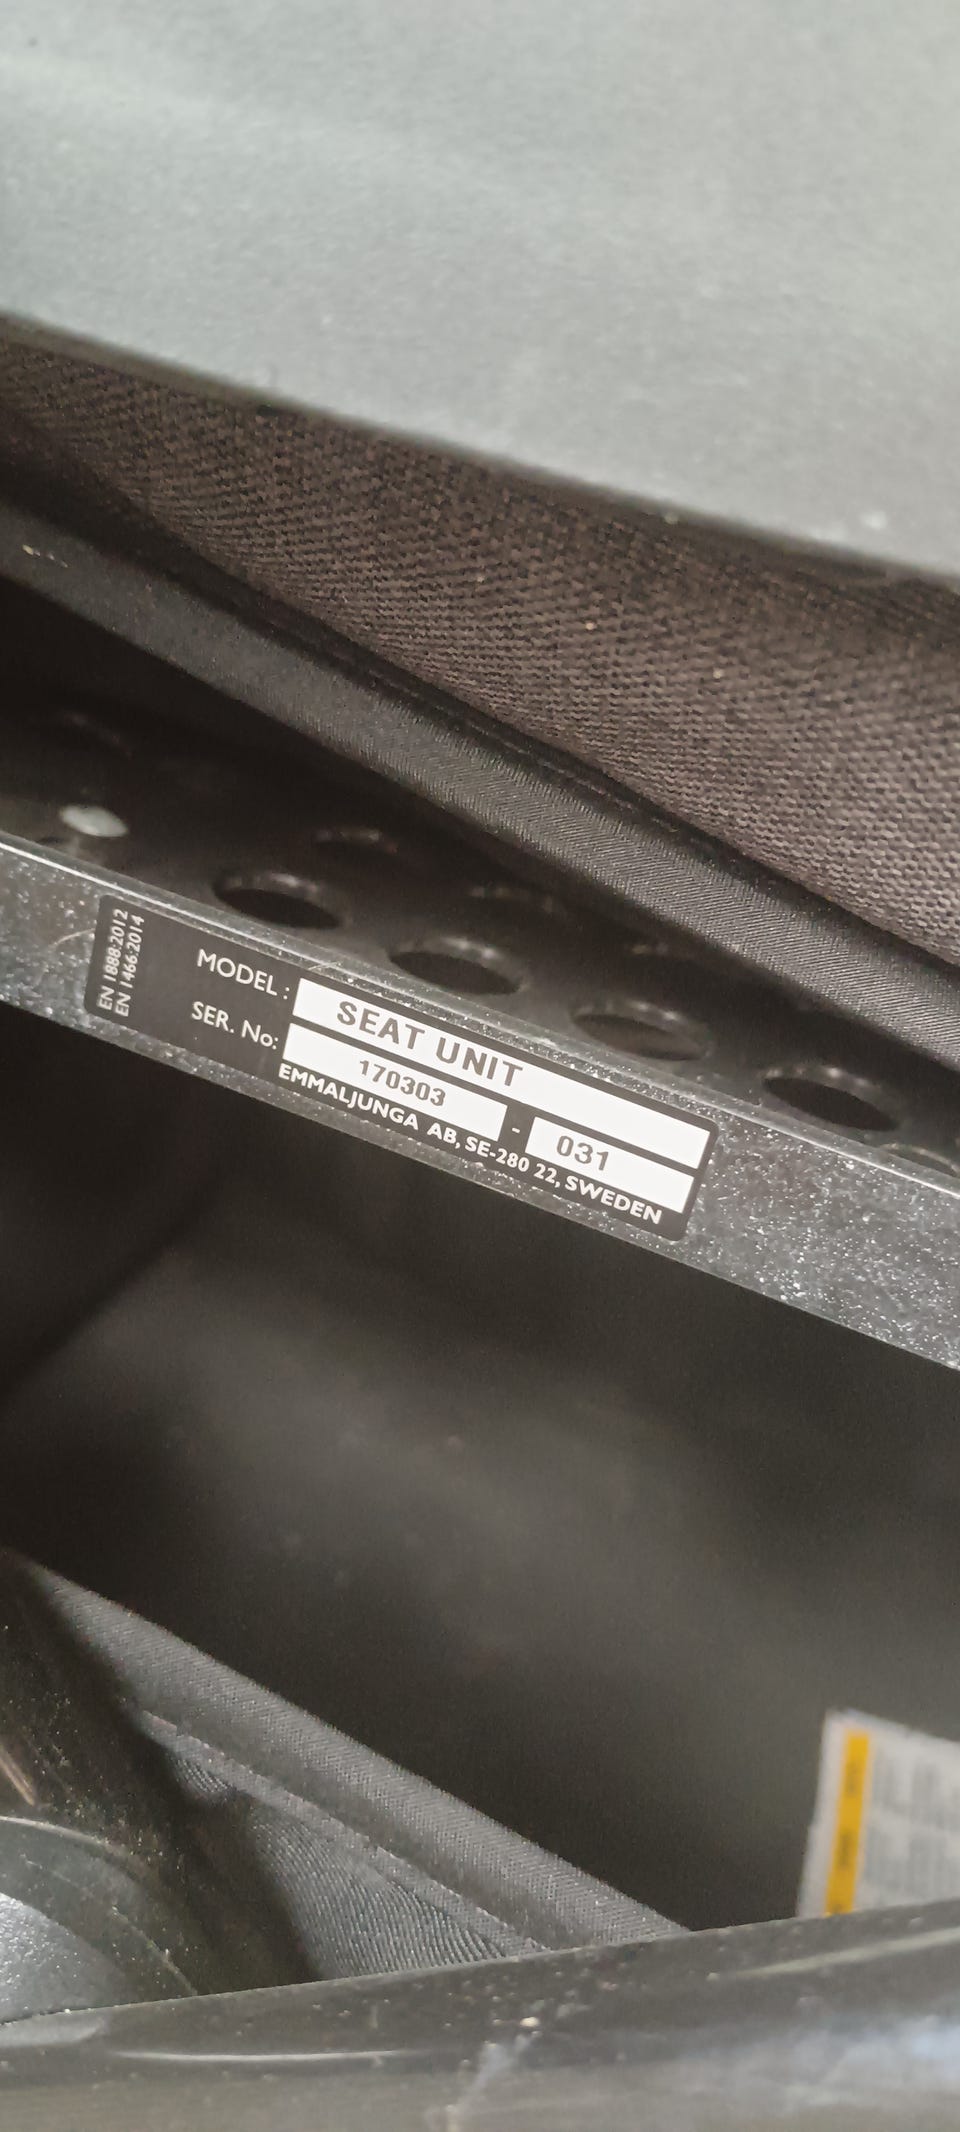 EN 1888:2012
EN 1466:2014
MODEL : SEAT UNIT
SER. No: 170303 - 031
EMMALJUNGA AB, SE-280 22, SWEDEN